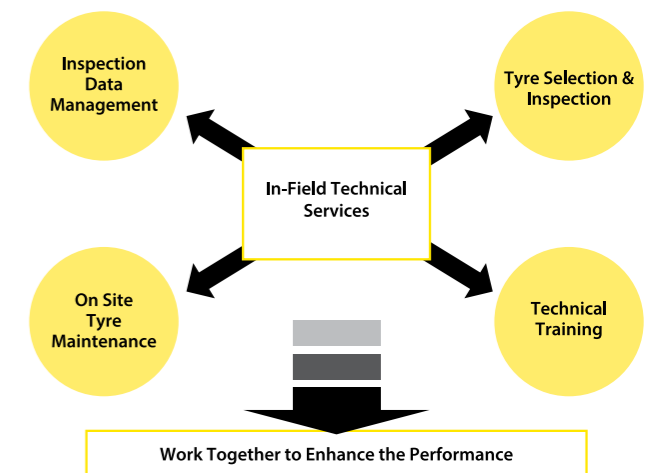 Inspection
Data
Management
Tyre Selection &
Inspection
In-Field Technical
Services
On Site
Tyre
Maintenance
Technical
Training
Work Together to Enhance the Performance